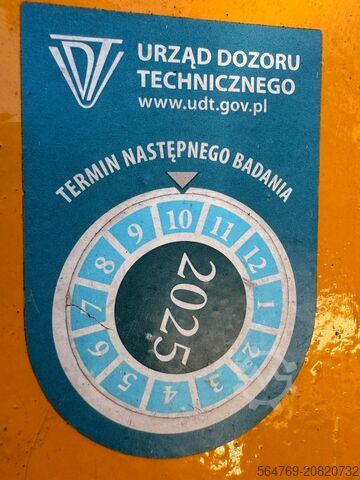 UDT
URZĄD DOZORU
TECHNICZNEGO
www.udt.gov.pl
TERMIN NASTĘPNEGO BADANIA
10
11
12
1
2
3
4
5
6
7
8
9
2025
564769-20820732